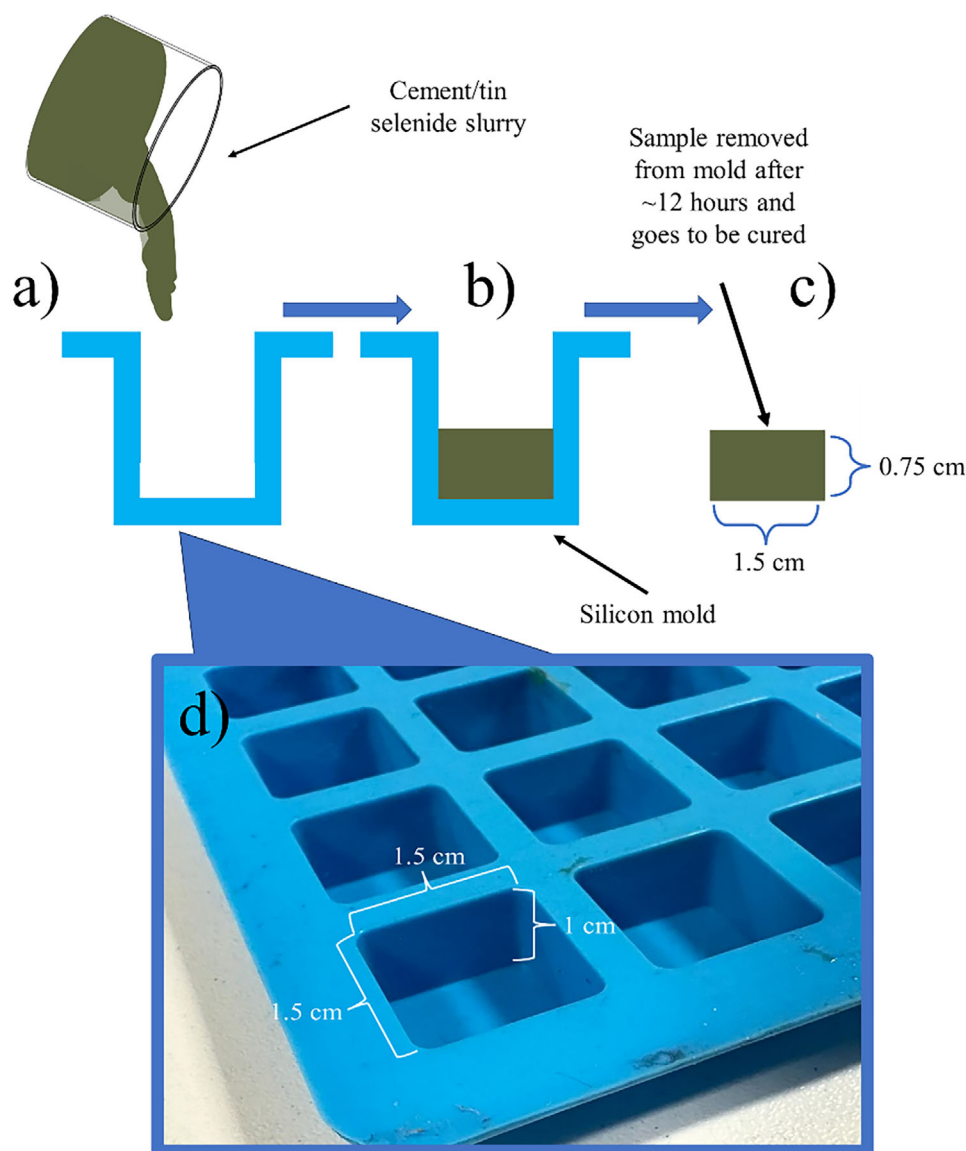 Cement/tin
selenide slurry
Sample removed
from mold after
~12 hours and
goes to be cured
a)
b)
c)
0.75 cm
1.5 cm
Silicon mold
d)
1.5 cm
1 cm
1.5 cm